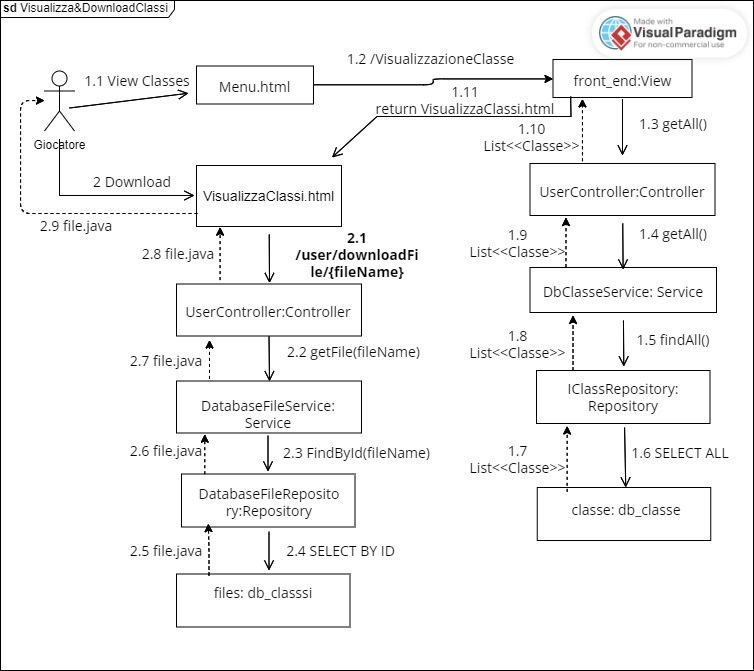 sd Visualizza&DownloadClassi
Made with
VisualParadigm
For non-commercial use
1.2 /VisualizzazioneClasse
1.1 View Classes
Menu.html
front_end:View
1.11
return VisualizzaClassi.html
1.10
List<<Classe>>
1.3 getAll()
Giocatore
2 Download
VisualizzaClassi.html
UserController:Controller
2.9 file.java
2.1
/user/downloadFi
le/{fileName}
2.8 file.java
1.9
List<<Classe>>
1.4 getAll()
DbClasseService: Service
UserController:Controller
1.8
List<<Classe>>
1.5 findAll()
2.7 file.java
2.2 getFile(fileName)
IClassRepository:
Repository
DatabaseFileService:
Service
2.6 file.java
2.3 FindById(fileName)
1.7
List<<Classe>>
1.6 SELECT ALL
DatabaseFileReposito
ry:Repository
classe: db_classe
2.5 file.java
2.4 SELECT BY ID
files: db_classsi